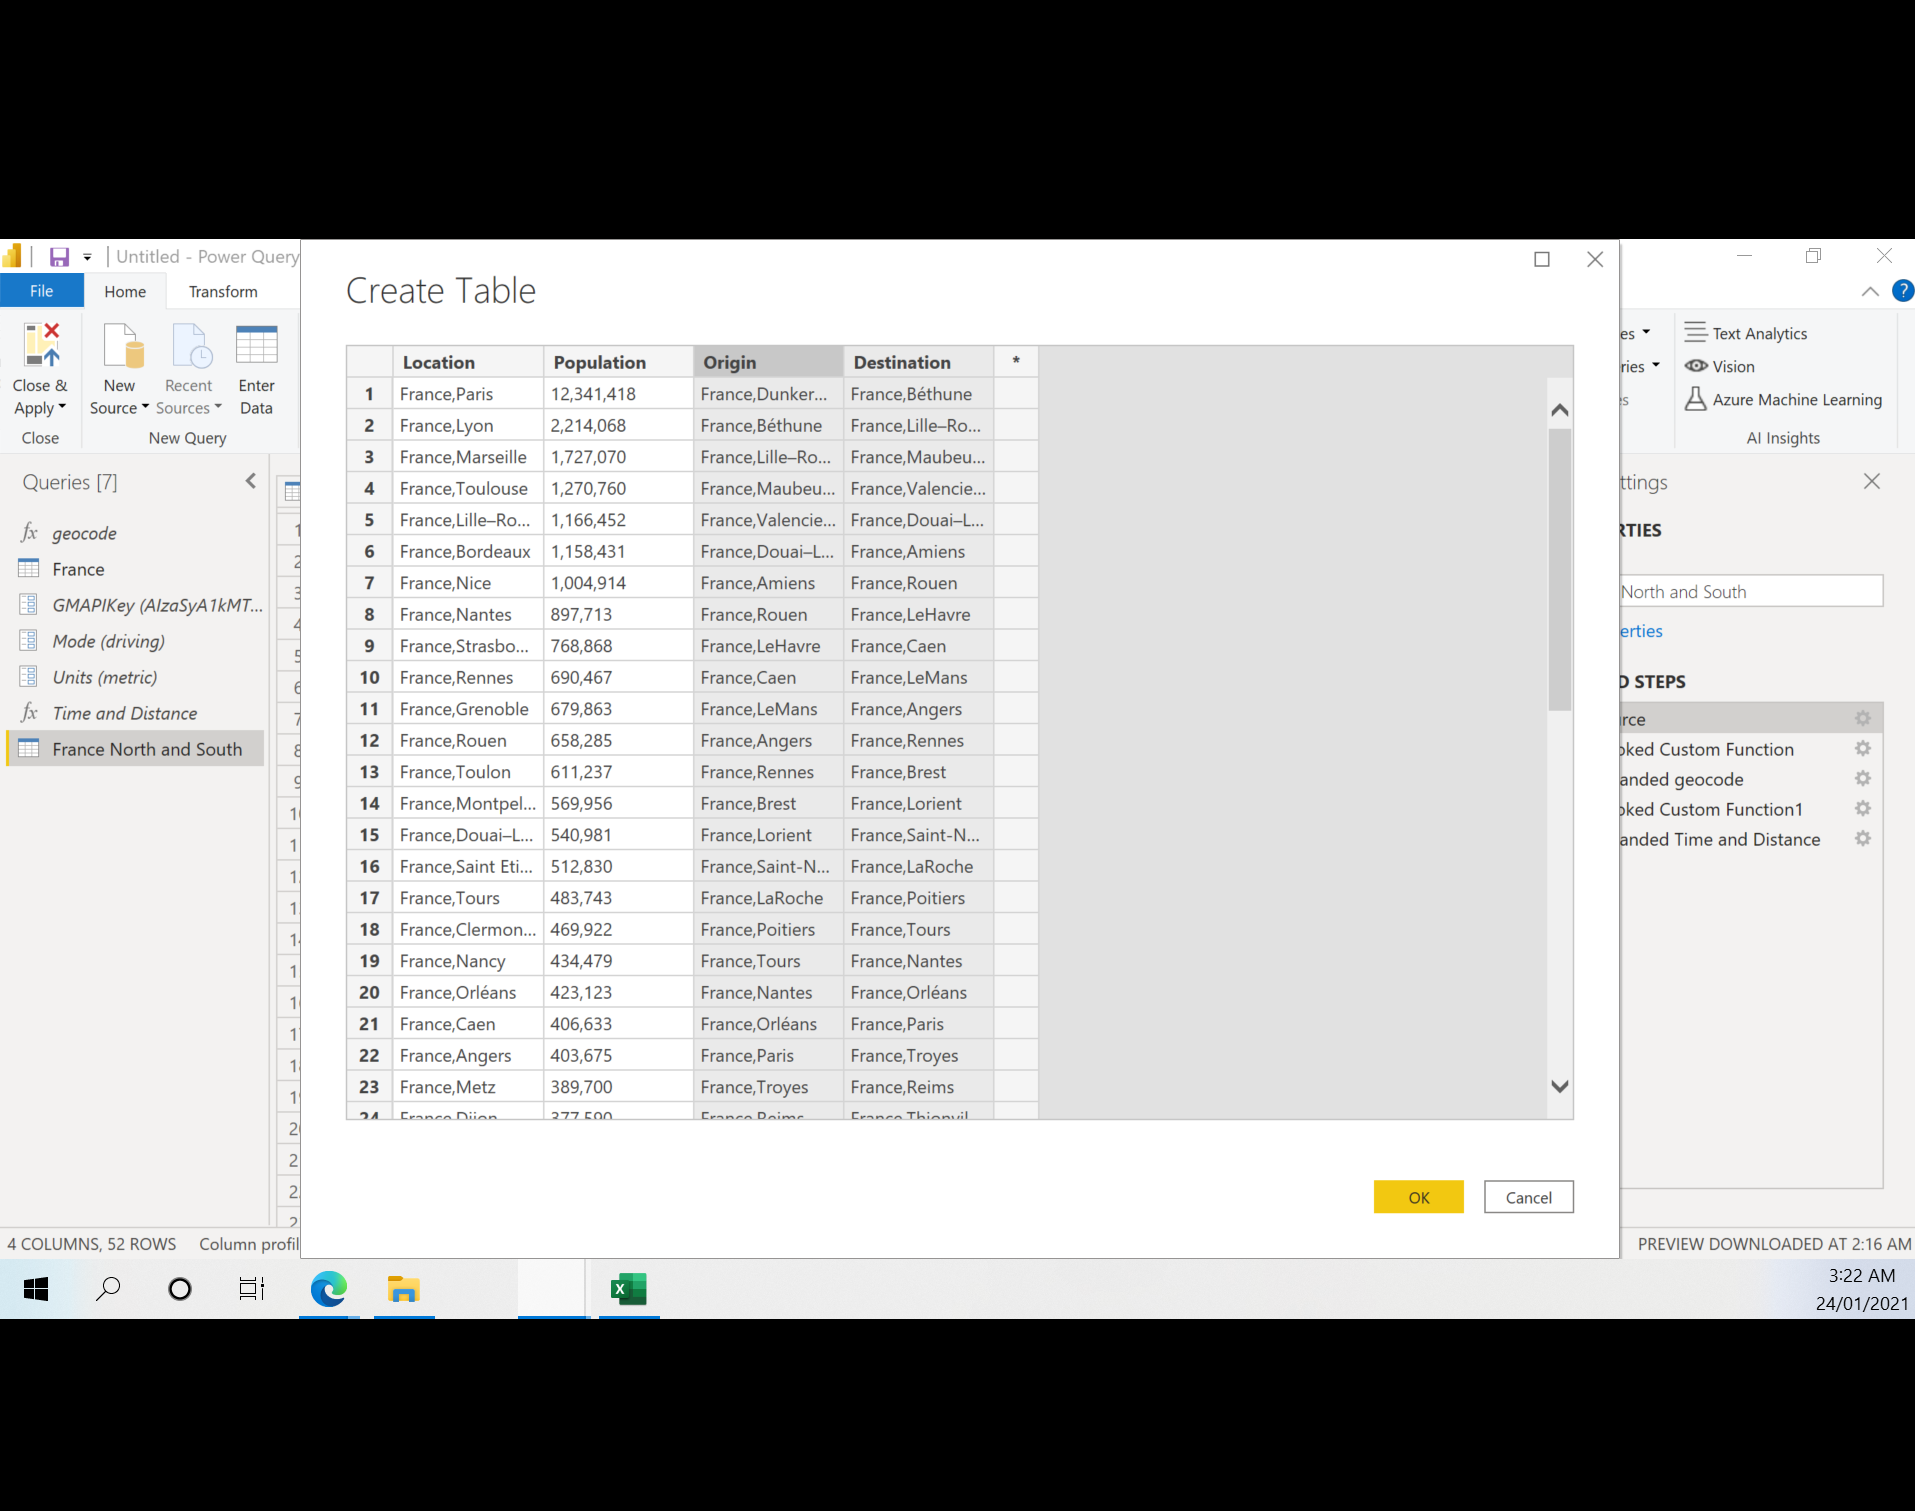 Untitled - Power Query
File Home Transform
Close & Apply
New Source
Recent Sources
Enter Data
Close
New Query
Text Analytics
Vision
Azure Machine Learning
AI Insights
Queries [7]
geocode
France
GMAPIKey (AIzaSyA1kMT...
Mode (driving)
Units (metric)
Time and Distance
France North and South
Create Table
Location Population Origin Destination *
1 France,Paris 12,341,418 France,Dunker... France,Béthune
2 France,Lyon 2,214,068 France,Béthune France,Lille–Ro...
3 France,Marseille 1,727,070 France,Lille–Ro... France,Maubeu...
4 France,Toulouse 1,270,760 France,Maubeu... France,Valencie...
5 France,Lille–Ro... 1,166,452 France,Valencie... France,Douai–L...
6 France,Bordeaux 1,158,431 France,Douai–L... France,Amiens
7 France,Nice 1,004,914 France,Amiens France,Rouen
8 France,Nantes 897,713 France,Rouen France,LeHavre
9 France,Strasbo... 768,868 France,LeHavre France,Caen
10 France,Rennes 690,467 France,Caen France,LeMans
11 France,Grenoble 679,863 France,LeMans France,Angers
12 France,Rouen 658,285 France,Angers France,Rennes
13 France,Toulon 611,237 France,Rennes France,Brest
14 France,Montpel... 569,956 France,Brest France,Lorient
15 France,Douai–L... 540,981 France,Lorient France,Saint-N...
16 France,Saint Eti... 512,830 France,Saint-N... France,LaRoche
17 France,Tours 483,743 France,LaRoche France,Poitiers
18 France,Clermon... 469,922 France,Poitiers France,Tours
19 France,Nancy 434,479 France,Tours France,Nantes
20 France,Orléans 423,123 France,Nantes France,Orléans
21 France,Caen 406,633 France,Orléans France,Paris
22 France,Angers 403,675 France,Paris France,Troyes
23 France,Metz 389,700 France,Troyes France,Reims
24 France,Dijon 377,590 France,Reims France,Thionvil
OK Cancel
ttings
RTIES
North and South
erties
D STEPS
rce
oked Custom Function
anded geocode
oked Custom Function1
anded Time and Distance
4 COLUMNS, 52 ROWS Column profil
PREVIEW DOWNLOADED AT 2:16 AM
3:22 AM
24/01/2021